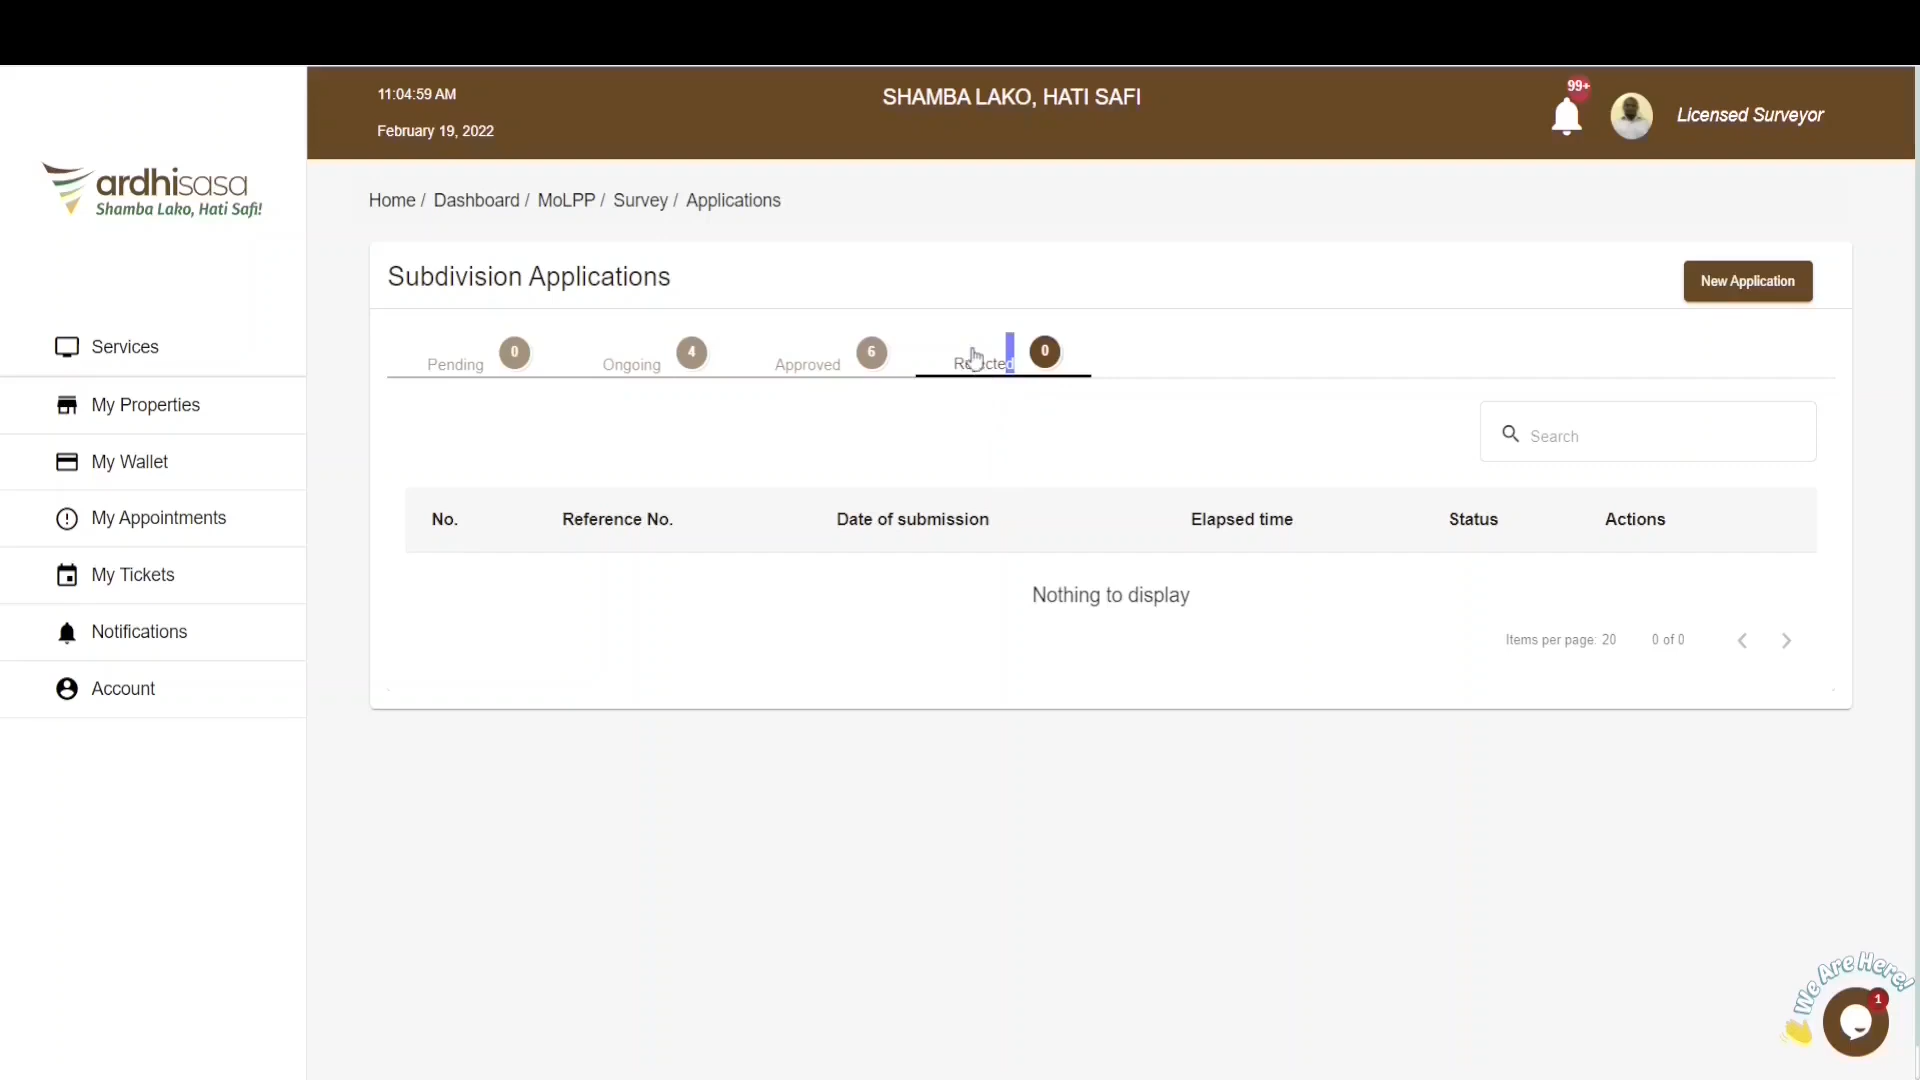 11:04:59 AM
SHAMBA LAKO, HATI SAFI
99+
Licensed Surveyor
February 19, 2022
ardhisasa
Shamba Lako, Hati Safi!
Home / Dashboard / MoLPP / Survey / Applications
Subdivision Applications
New Application
Services
My Properties
My Wallet
My Appointments
My Tickets
Notifications
Account
Pending 0 Ongoing 4 Approved 6 Rejected 0
Search
No. Reference No. Date of submission Elapsed time Status Actions
Nothing to display
Items per page: 20 0 of 0
We Are Here!
1